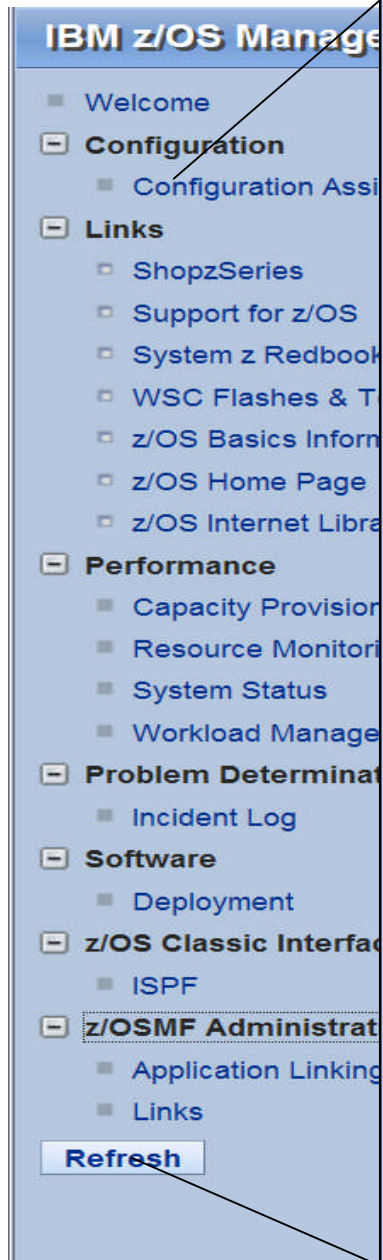 IBM z/OS Manage
Welcome
Configuration
Configuration Assi
Links
ShopzSeries
Support for z/OS
System z Redbook
WSC Flashes & T
z/OS Basics Inform
z/OS Home Page
z/OS Internet Libra
Performance
Capacity Provision
Resource Monitori
System Status
Workload Manage
Problem Determinat
Incident Log
Software
Deployment
z/OS Classic Interfac
ISPF
z/OSMF Administrat
Application Linking
Links
Refresh